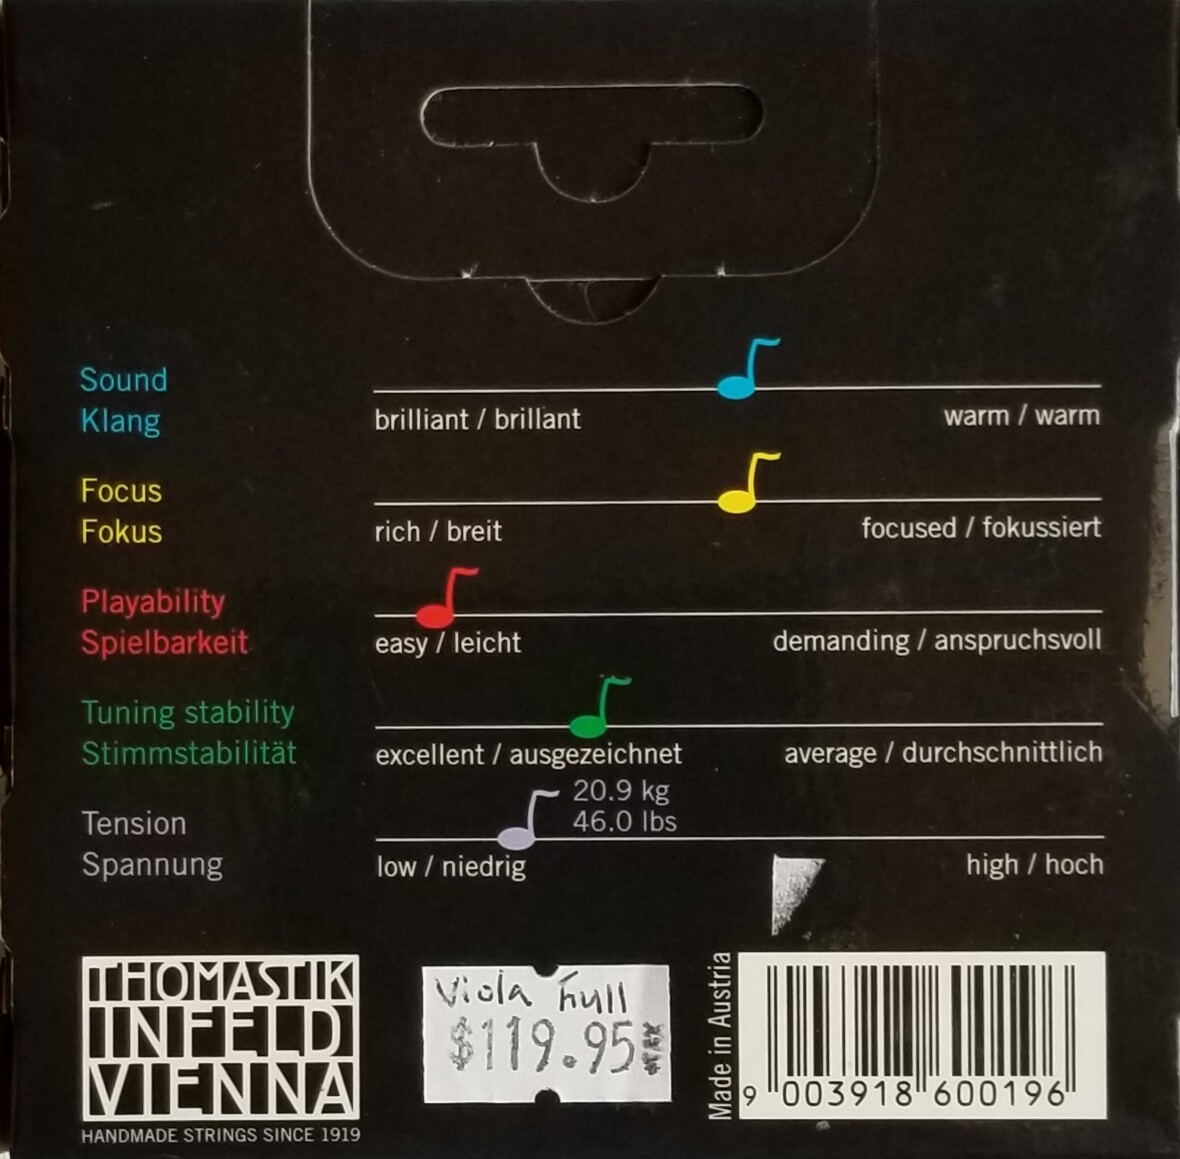 Sound
Klang
brilliant / brillant
warm / warm
Focus
Fokus
rich / breit
focused / fokussiert
Playability
Spielbarkeit
easy / leicht
demanding / anspruchsvoll
Tuning stability
Stimmstabilität
excellent / ausgezeichnet
average / durchschnittlich
Tension
Spannung
20.9 kg
46.0 lbs
low / niedrig
high / hoch
THOMASTIK
INFELD
VIENNA
HANDMADE STRINGS SINCE 1919
Viola Full
$119.95
Made in Austria
9 003918 600196